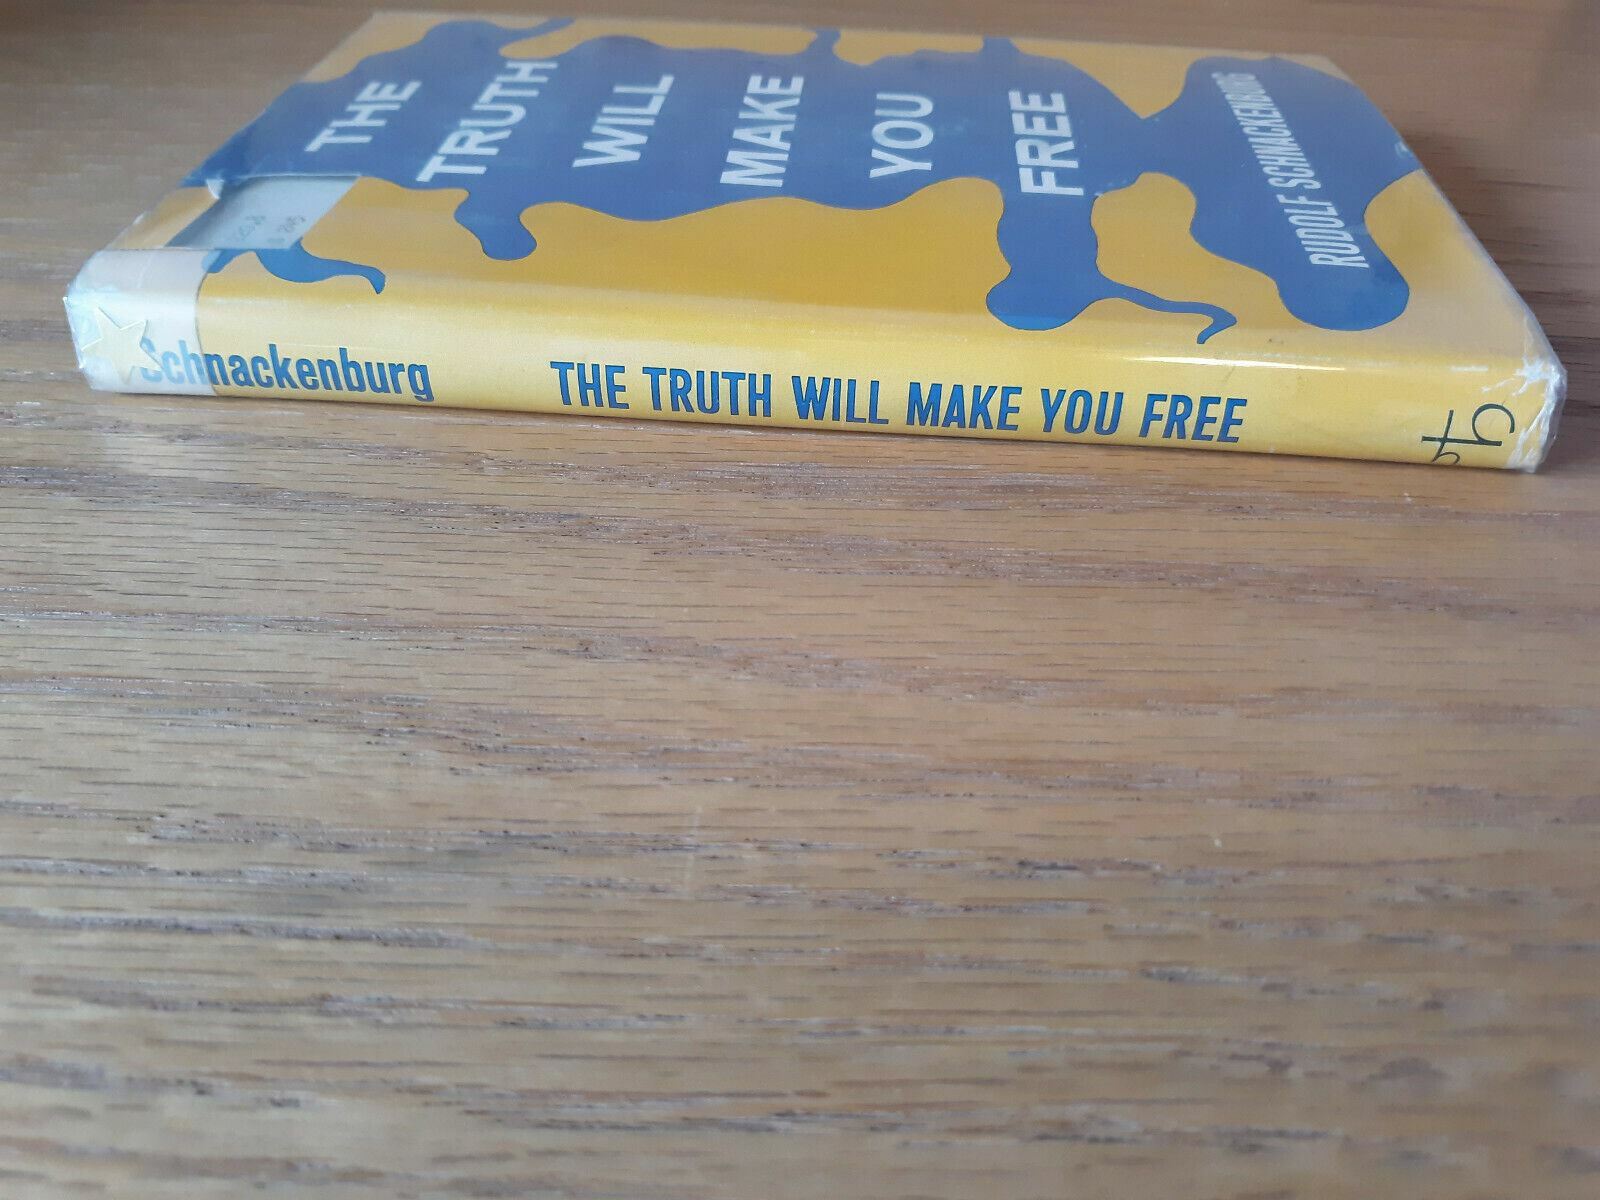 THE
TRUTH
WILL
MAKE
YOU
FREE
RUDOLF SCHNACKENBURG
Schnackenburg THE TRUTH WILL MAKE YOU FREE